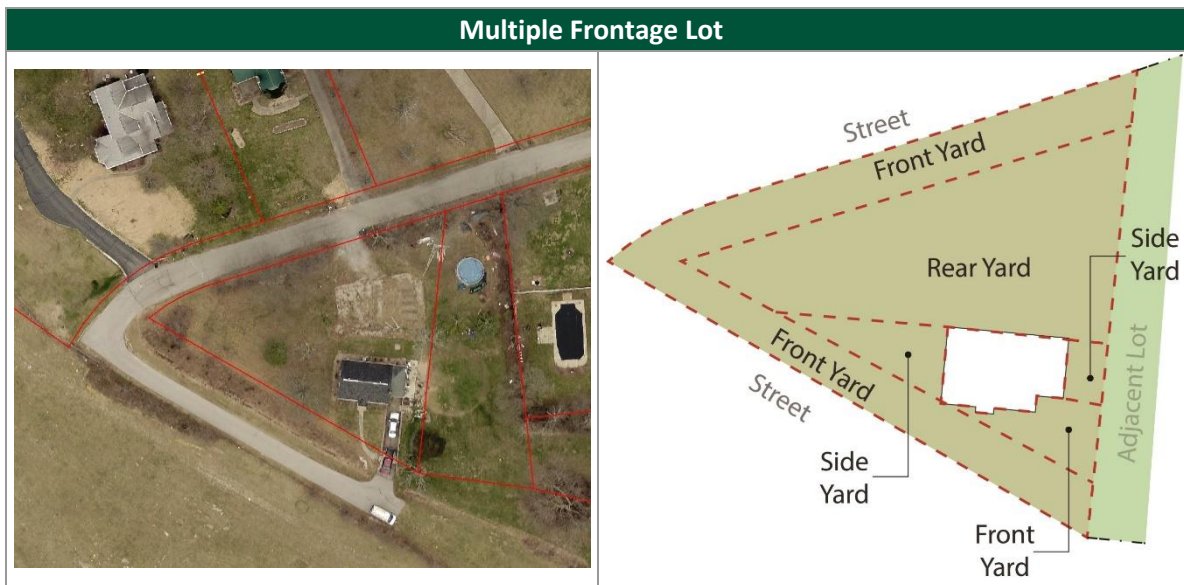 Multiple Frontage Lot
Street
Front Yard
Side
Yard
Rear Yard
Front Yard
Street
Adjacent Lot
Side
Yard
Front
Yard